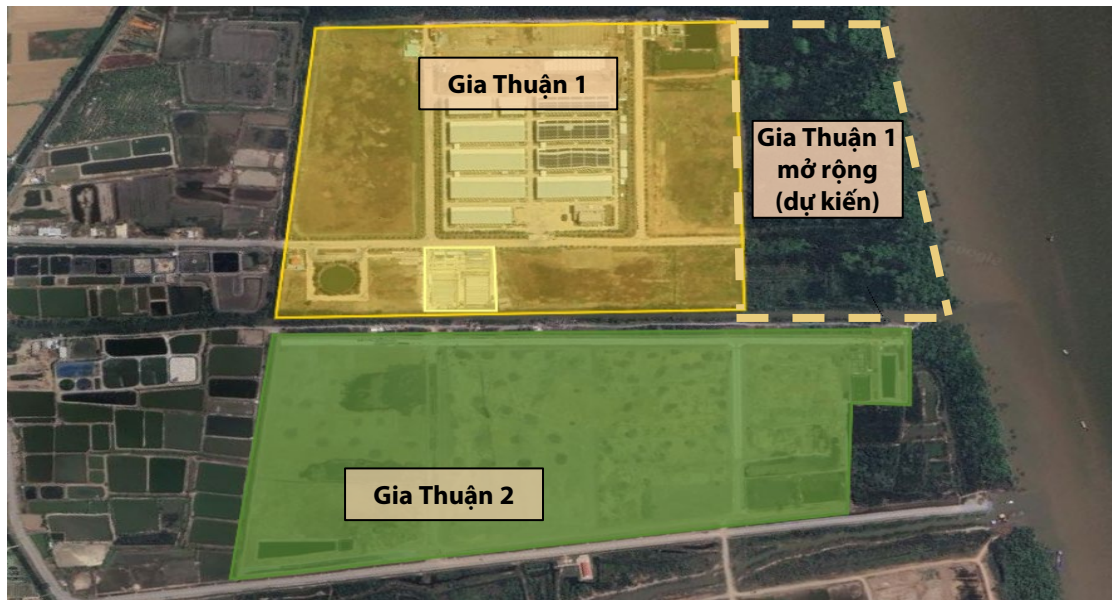 Gia Thuận 1
Gia Thuận 1
mở rộng
(dự kiến)
Gia Thuận 2